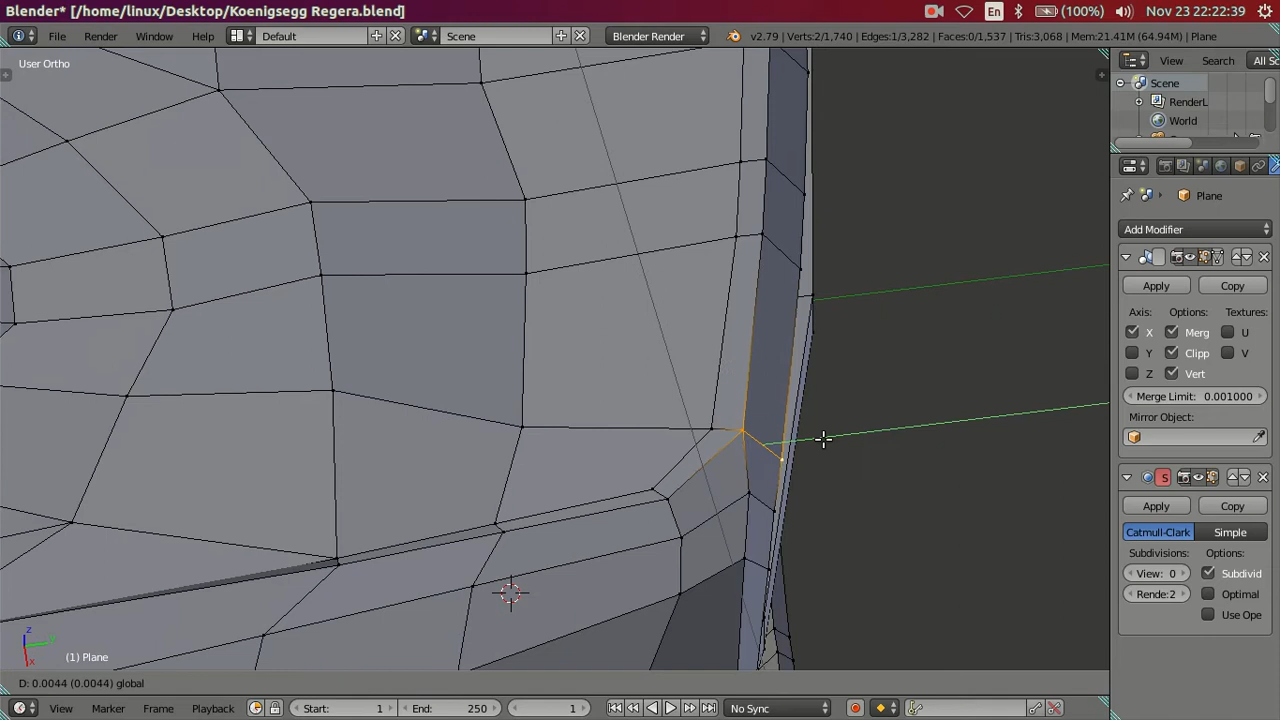 Blender* [/home/linux/Desktop/Koenigsegg Regera.blend]
En (100%) Nov 23 22:22:39
File Render Window Help Default Scene Blender Render v2.79 | Verts:2/1,740 | Edges:1/3,282 | Faces:0/1,537 | Tris:3,068 | Mem:21.41M (64.94M) | Plane
User Ortho
View Search All Sc
Scene
RenderL
World
Plane
Add Modifier
Apply Copy
Axis: Options: Textures:
X Merg U
Y Clipp V
Z Vert
Merge Limit: 0.001000
Mirror Object:
S
Apply Copy
Catmull-Clark Simple
Subdivisions: Options:
View: 0 Subdivid
Rende: 2 Optimal
Use Ope
z
y
x
(1) Plane
D: 0.0044 (0.0044) global
View Marker Frame Playback Start: 1 End: 250 1 No Sync